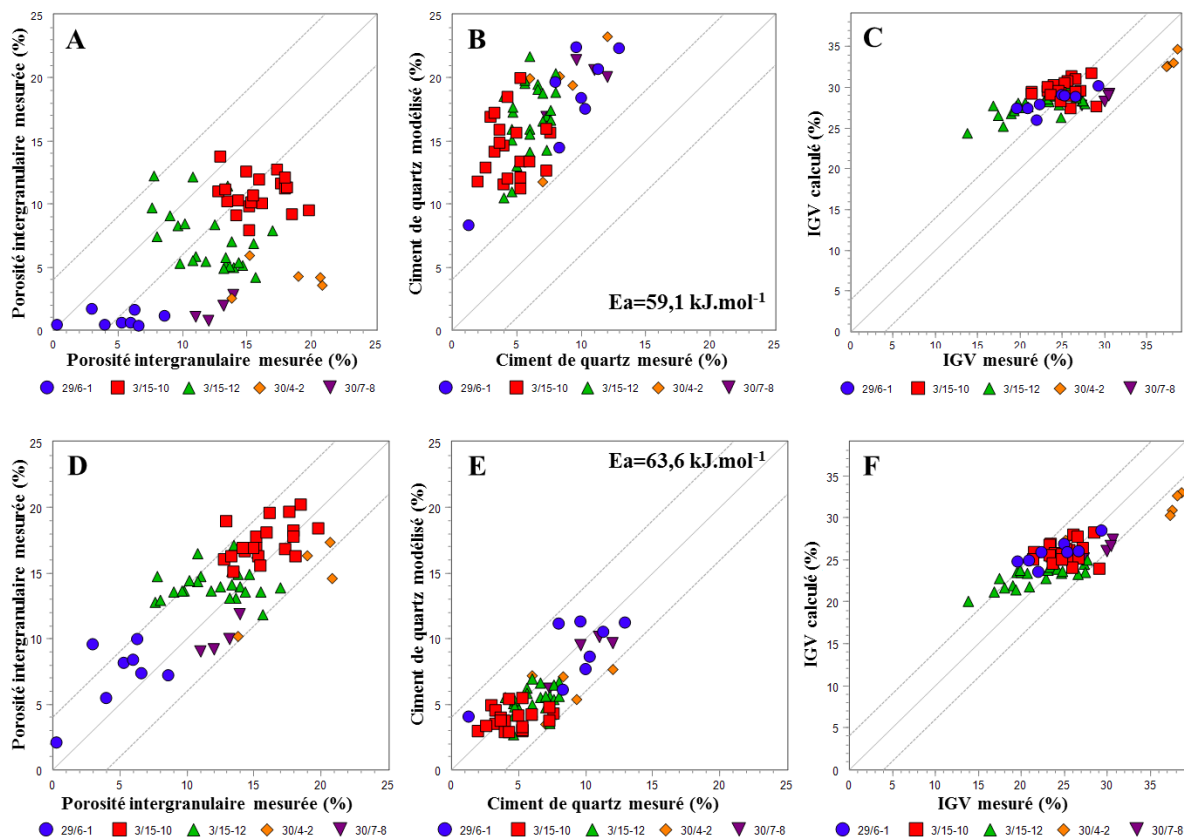 A
Porosité intergranulaire mesurée (%)
25
20
15
10
5
0
0 5 10 15 20 25
Porosité intergranulaire mesurée (%)
29/6-1 3/15-10 3/15-12 30/4-2 30/7-8
B
Ciment de quartz modélisé (%)
25
20
15
10
5
0
Ea=59,1 kJ.mol-1
0 5 10 15 20 25
Ciment de quartz mesuré (%)
29/6-1 3/15-10 3/15-12 30/4-2 30/7-8
C
IGV calculé (%)
35
30
25
20
15
10
5
0
0 5 10 15 20 25 30 35
IGV mesuré (%)
29/6-1 3/15-10 3/15-12 30/4-2 30/7-8
D
Porosité intergranulaire mesurée (%)
25
20
15
10
5
0
0 5 10 15 20 25
Porosité intergranulaire mesurée (%)
29/6-1 3/15-10 3/15-12 30/4-2 30/7-8
E
Ea=63,6 kJ.mol-1
Ciment de quartz modélisé (%)
25
20
15
10
5
0
0 5 10 15 20 25
Ciment de quartz mesuré (%)
29/6-1 3/15-10 3/15-12 30/4-2 30/7-8
F
IGV calculé (%)
35
30
25
20
15
10
5
0
0 5 10 15 20 25 30 35
IGV mesuré (%)
29/6-1 3/15-10 3/15-12 30/4-2 30/7-8